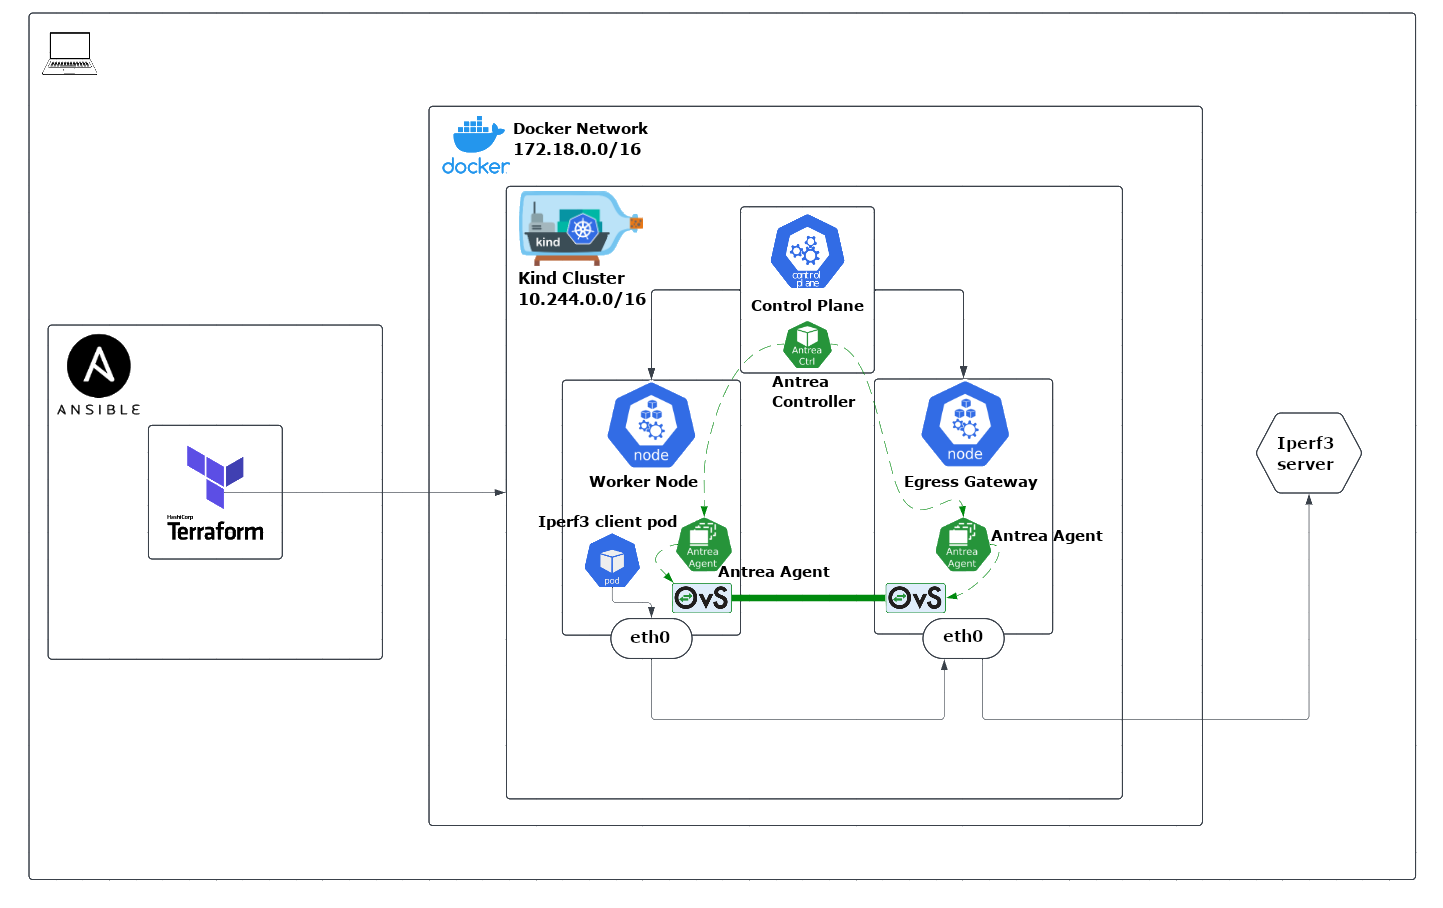 docker
Docker Network
172.18.0.0/16
kind
Kind Cluster
10.244.0.0/16
control
plane
Control Plane
Antrea
Ctrl
Antrea
Controller
ANSIBLE
HashiCorp
Terraform
node
Worker Node
node
Egress Gateway
Iperf3
server
Iperf3 client pod
pod
Antrea
Agent
Antrea Agent
Antrea
Agent
Antrea Agent
OvS
OvS
eth0
eth0